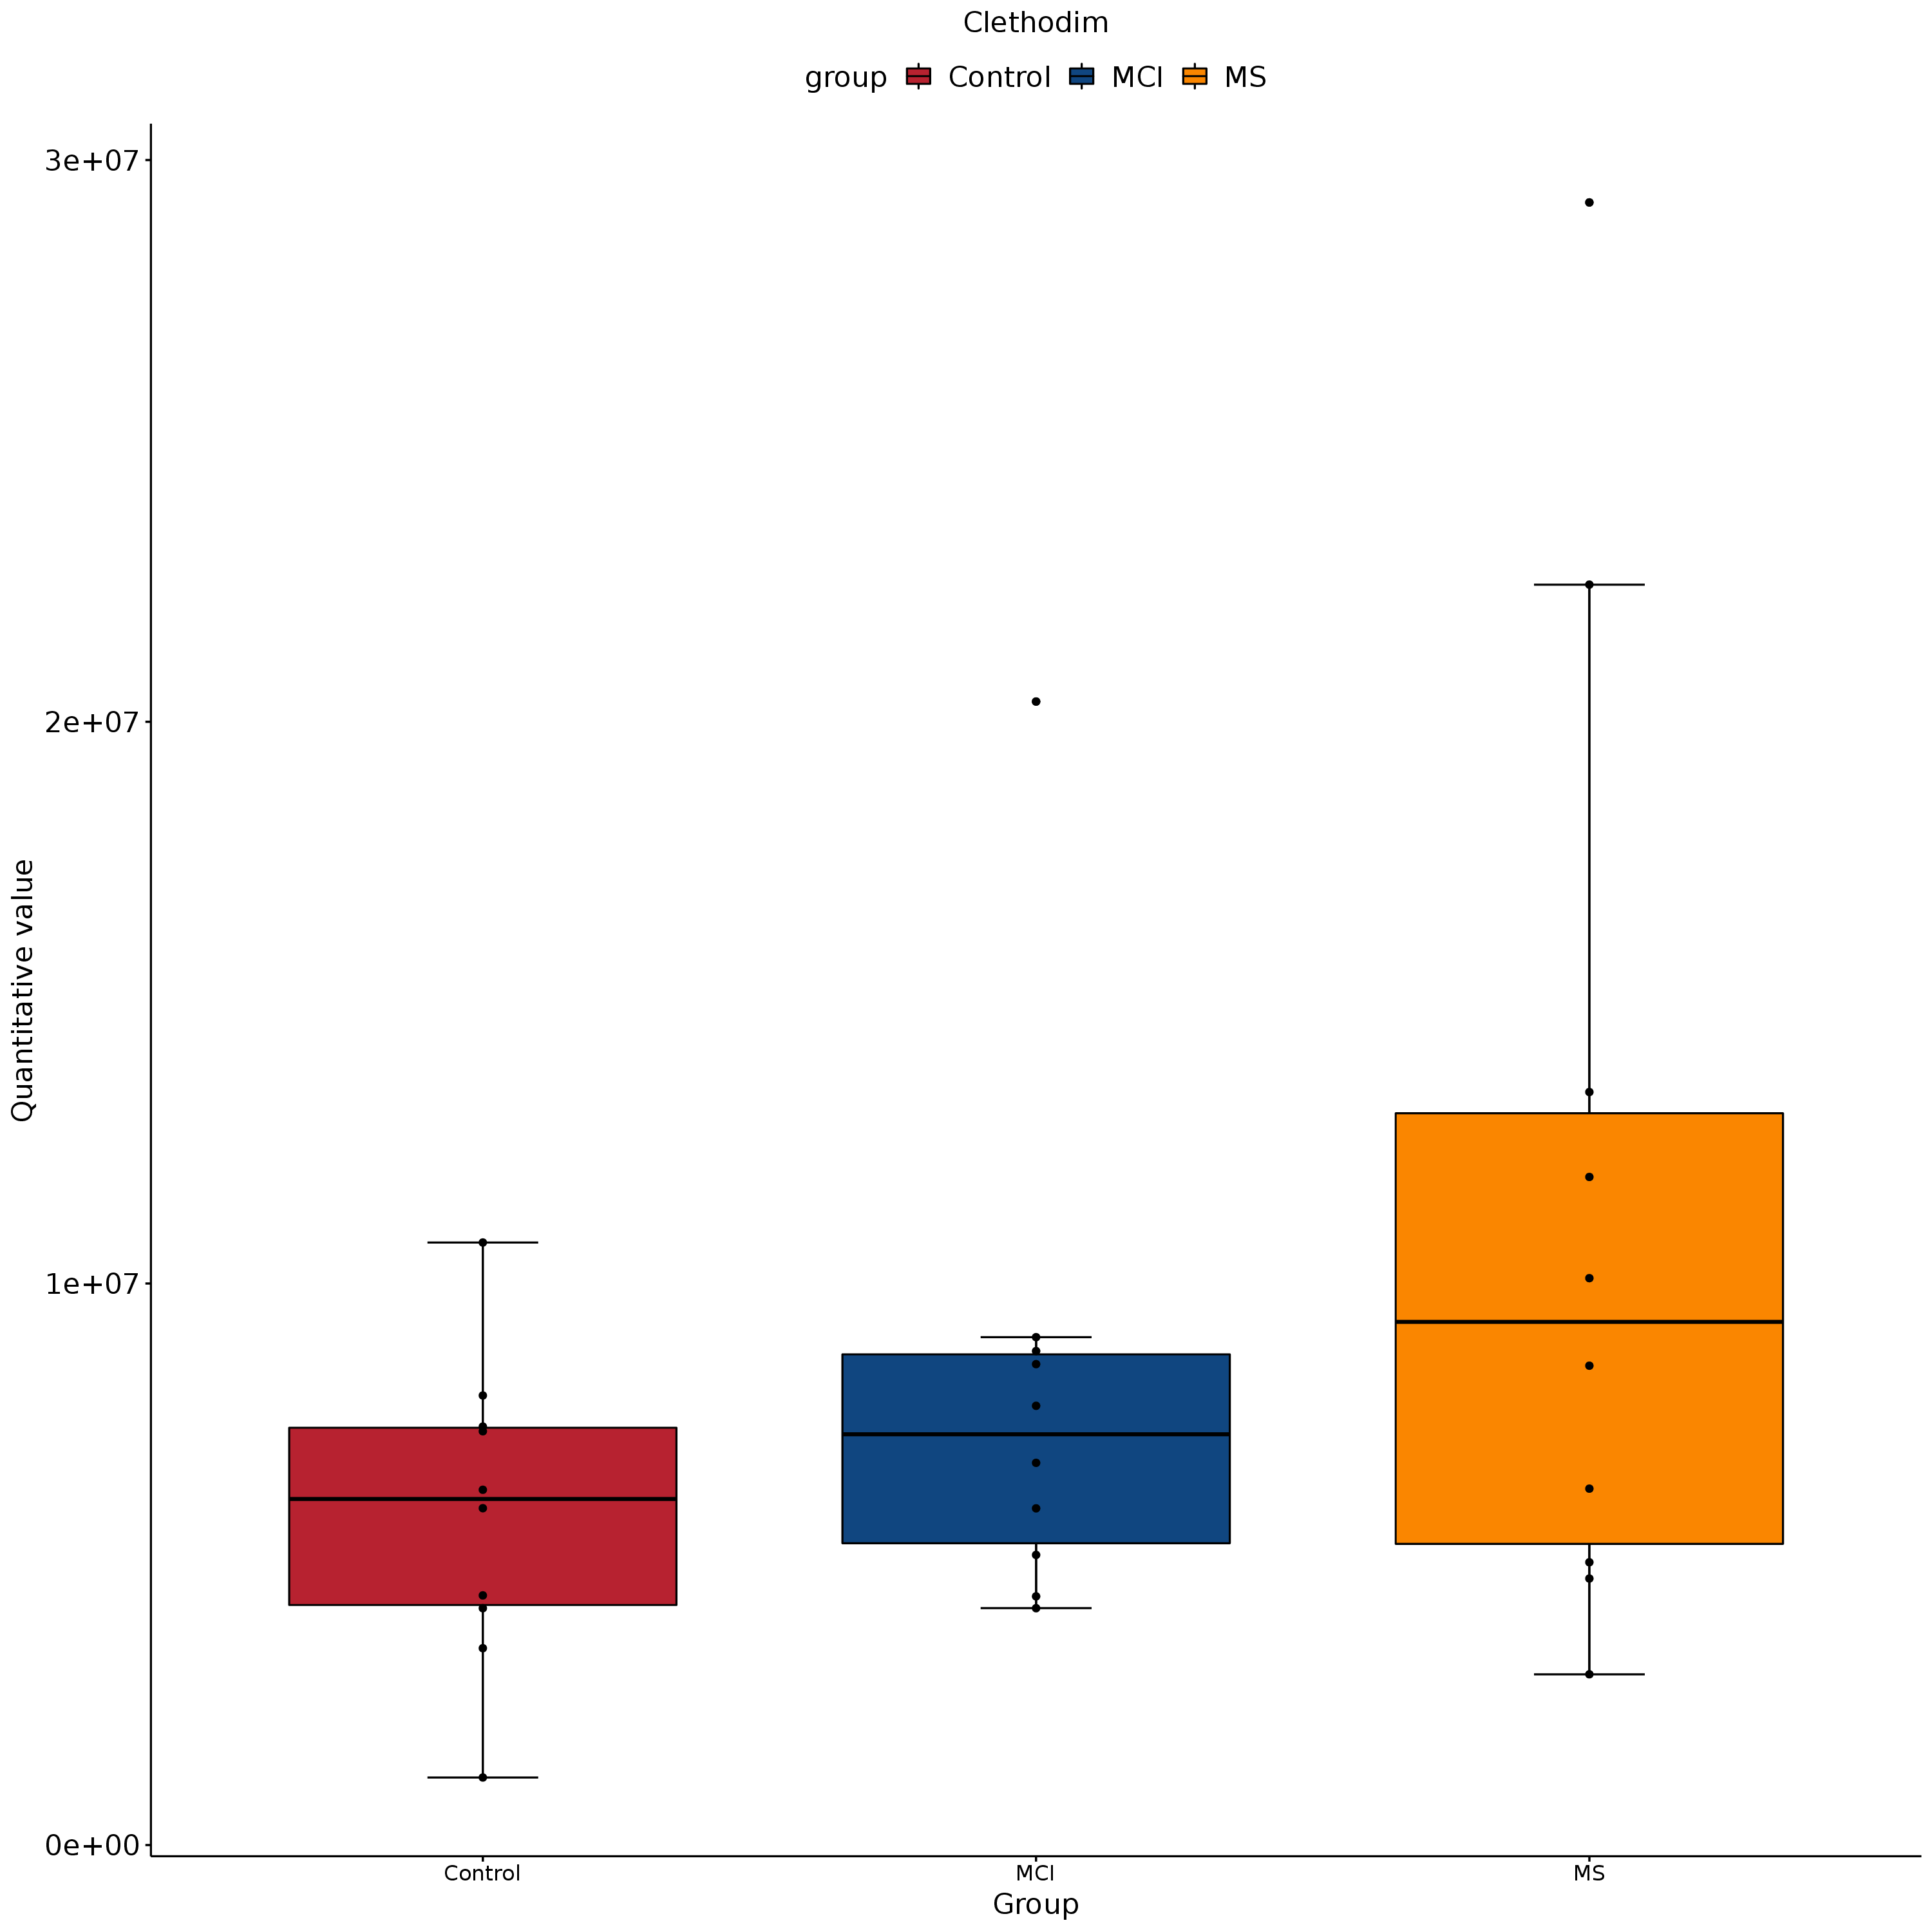 Clethodim
group Control MCI MS
3e+07
2e+07
1e+07
0e+00
Quantitative value
Control MCI MS
Group